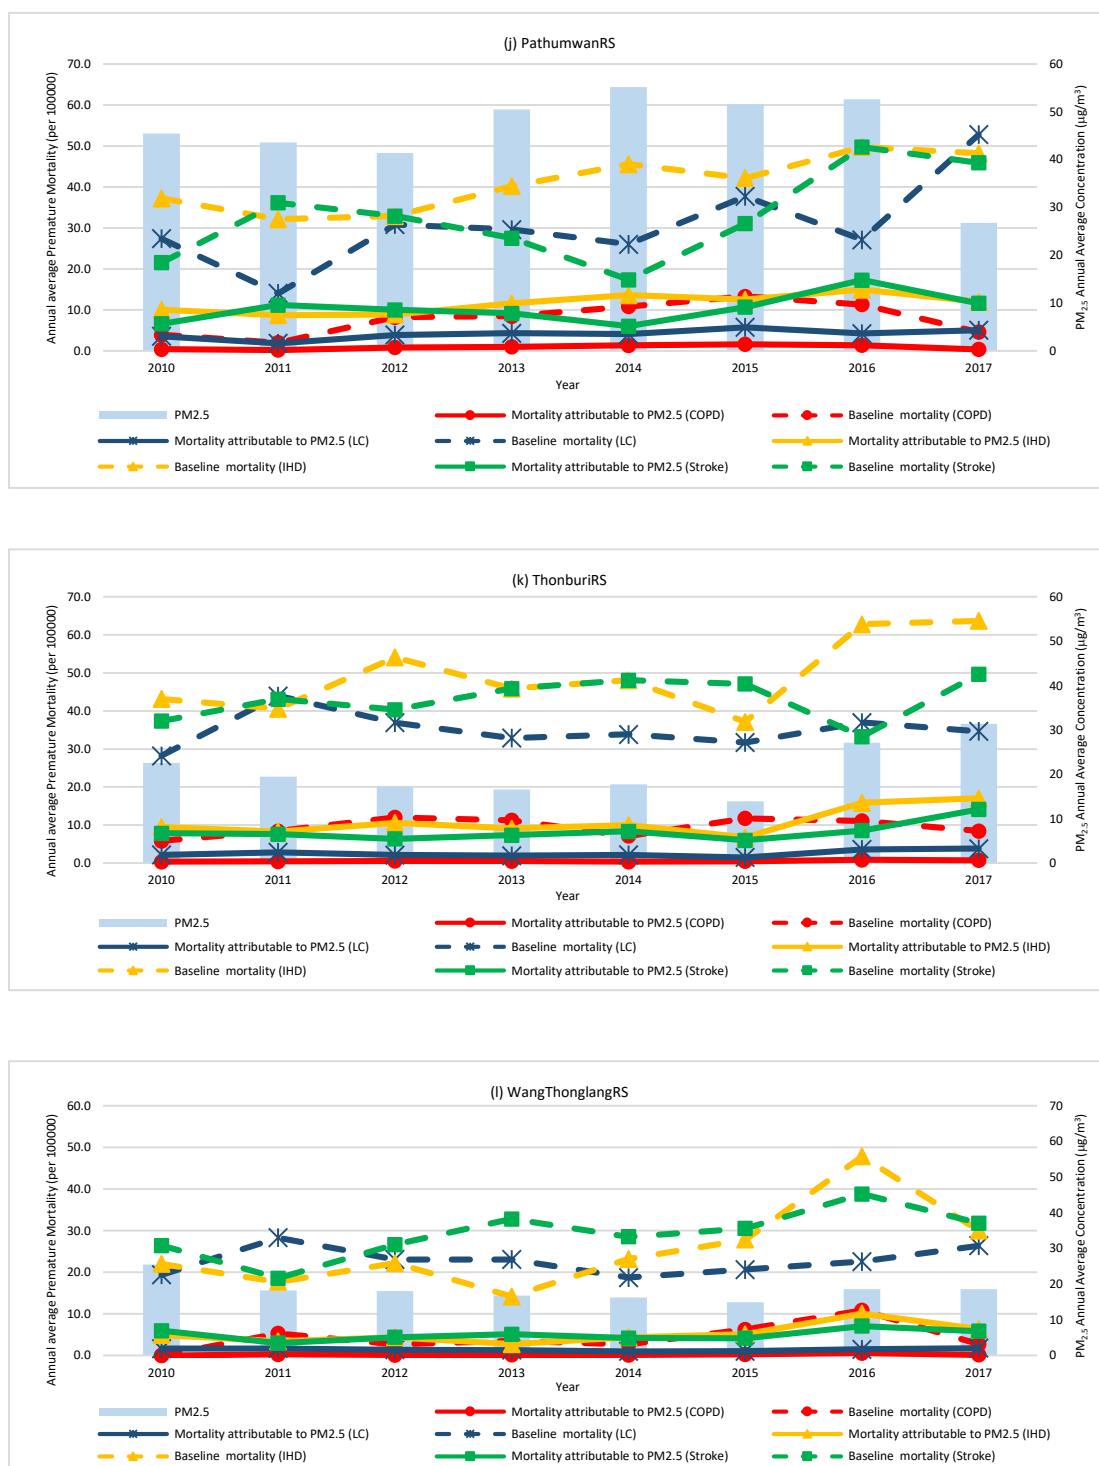 (j) PathumwanRS
Annual average Premature Mortality (per 100000)
PM2.5 Annual Average Concentration (µg/m³)
70.0 60
60.0 50
50.0 40
40.0 30
30.0 20
20.0 10
10.0 0
0.0
2010 2011 2012 2013 2014 2015 2016 2017
Year
PM2.5 Mortality attributable to PM2.5 (COPD) Baseline mortality (COPD)
Mortality attributable to PM2.5 (LC) Baseline mortality (LC) Mortality attributable to PM2.5 (IHD)
Baseline mortality (IHD) Mortality attributable to PM2.5 (Stroke) Baseline mortality (Stroke)
(k) ThonburiRS
Annual average Premature Mortality (per 100000)
PM2.5 Annual Average Concentration (µg/m³)
70.0 60
60.0 50
50.0 40
40.0 30
30.0 20
20.0 10
10.0 0
0.0
2010 2011 2012 2013 2014 2015 2016 2017
Year
PM2.5 Mortality attributable to PM2.5 (COPD) Baseline mortality (COPD)
Mortality attributable to PM2.5 (LC) Baseline mortality (LC) Mortality attributable to PM2.5 (IHD)
Baseline mortality (IHD) Mortality attributable to PM2.5 (Stroke) Baseline mortality (Stroke)
(l) WangThonglangRS
Annual average Premature Mortality (per 100000)
PM2.5 Annual Average Concentration (µg/m³)
60.0 70
50.0 60
40.0 50
30.0 40
20.0 30
10.0 20
0.0 10
0
2010 2011 2012 2013 2014 2015 2016 2017
Year
PM2.5 Mortality attributable to PM2.5 (COPD) Baseline mortality (COPD)
Mortality attributable to PM2.5 (LC) Baseline mortality (LC) Mortality attributable to PM2.5 (IHD)
Baseline mortality (IHD) Mortality attributable to PM2.5 (Stroke) Baseline mortality (Stroke)